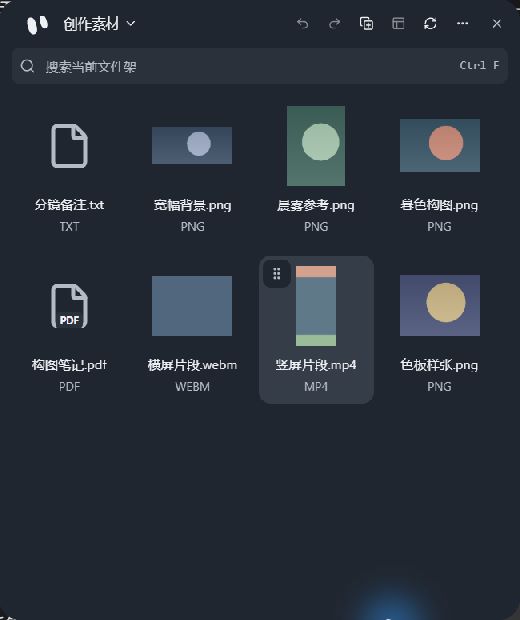 创作素材
搜索当前文件架
Ctrl F
分镜备注.txt
TXT
宽幅背景.png
PNG
晨雾参考.png
PNG
暮色构图.png
PNG
PDF
构图笔记.pdf
PDF
横屏片段.webm
WEBM
竖屏片段.mp4
MP4
色板样张.png
PNG